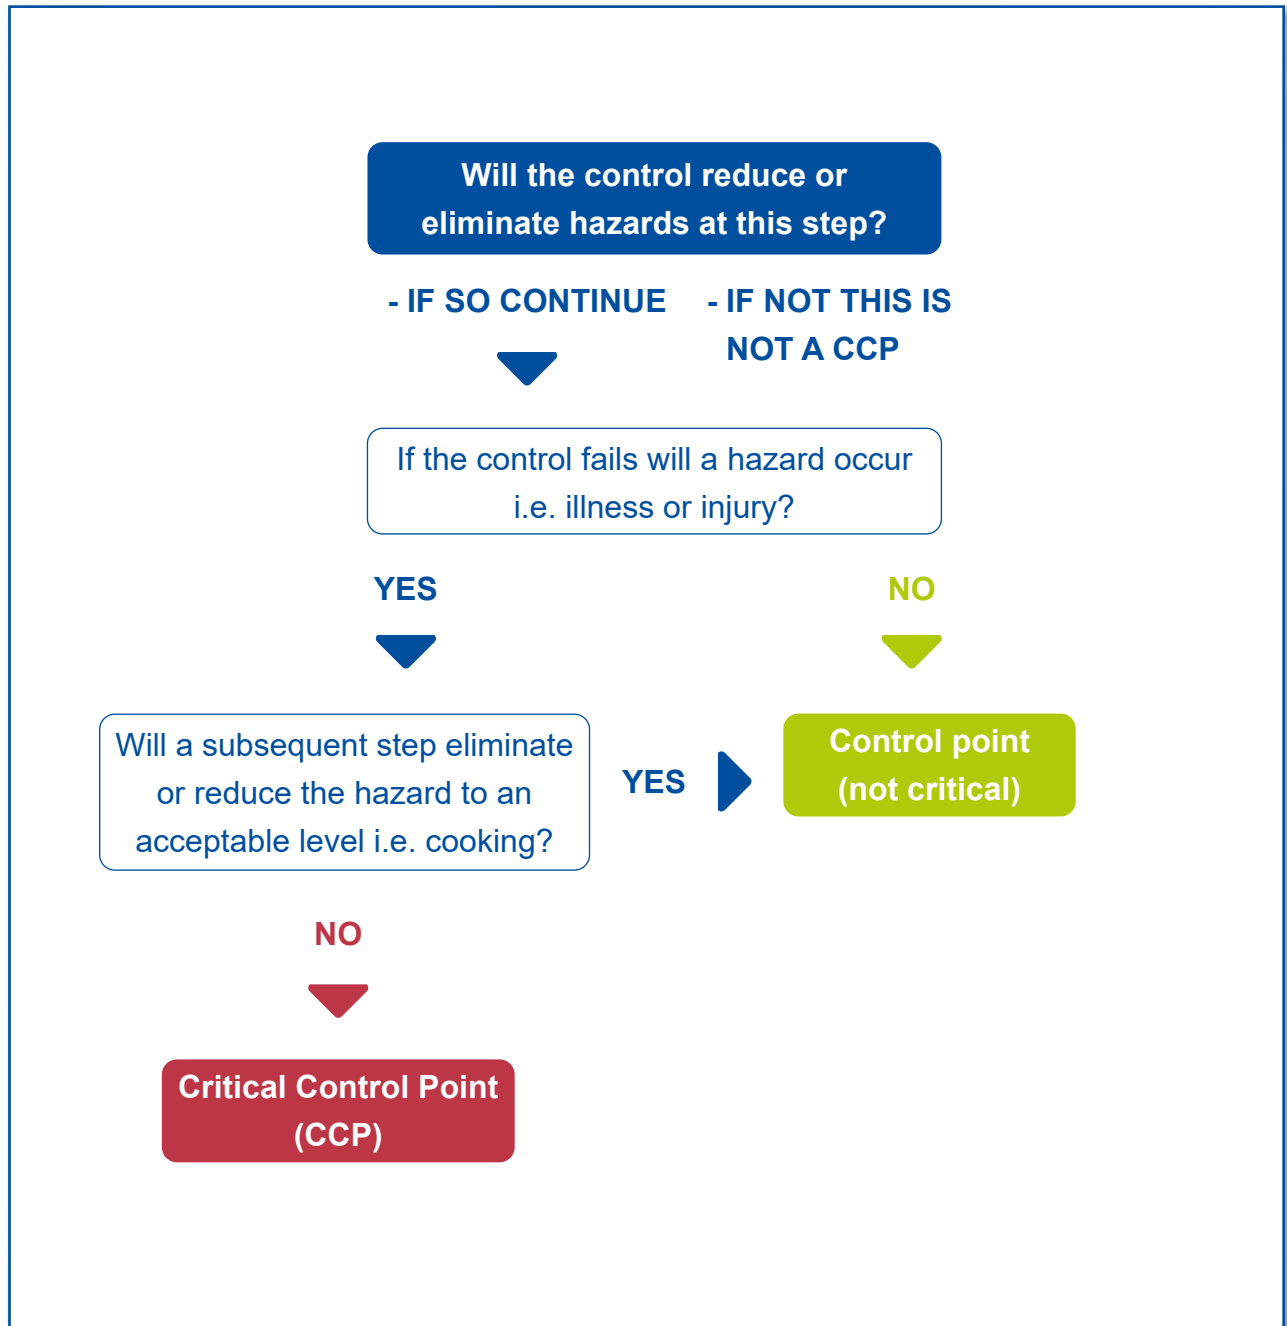 Will the control reduce or
eliminate hazards at this step?
- IF SO CONTINUE
- IF NOT THIS IS
NOT A CCP
If the control fails will a hazard occur
i.e. illness or injury?
YES
NO
Will a subsequent step eliminate
or reduce the hazard to an
acceptable level i.e. cooking?
YES
Control point
(not critical)
NO
Critical Control Point
(CCP)